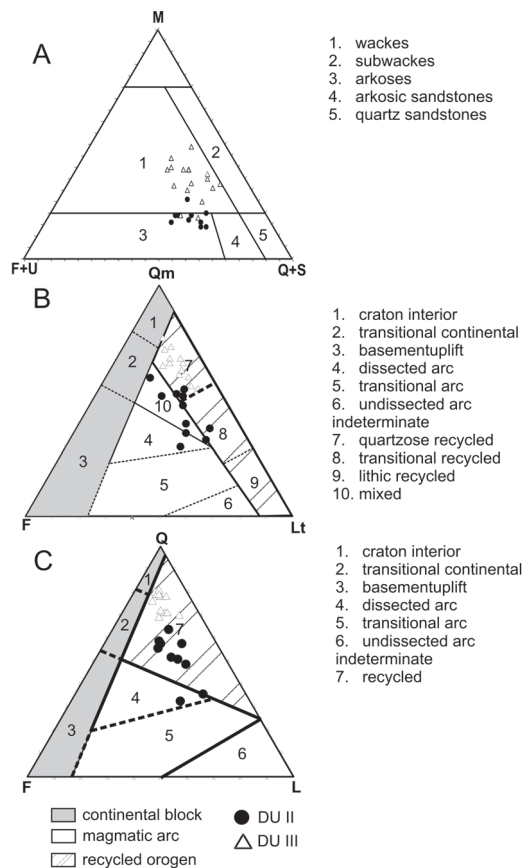 A
M
1
2
3
4
5
F+U
Q+S
1. wackes
2. subwackes
3. arkoses
4. arkosic sandstones
5. quartz sandstones
B
Qm
1
2
7
10
4
8
3
5
9
6
F
Lt
1. craton interior
2. transitional continental
3. basementuplift
4. dissected arc
5. transitional arc
6. undissected arc
indeterminate
7. quartzose recycled
8. transitional recycled
9. lithic recycled
10. mixed
C
Q
1
2
7
4
3
5
6
F
L
1. craton interior
2. transitional continental
3. basementuplift
4. dissected arc
5. transitional arc
6. undissected arc
indeterminate
7. recycled
continental block
magmatic arc
recycled orogen
DU II
DU III